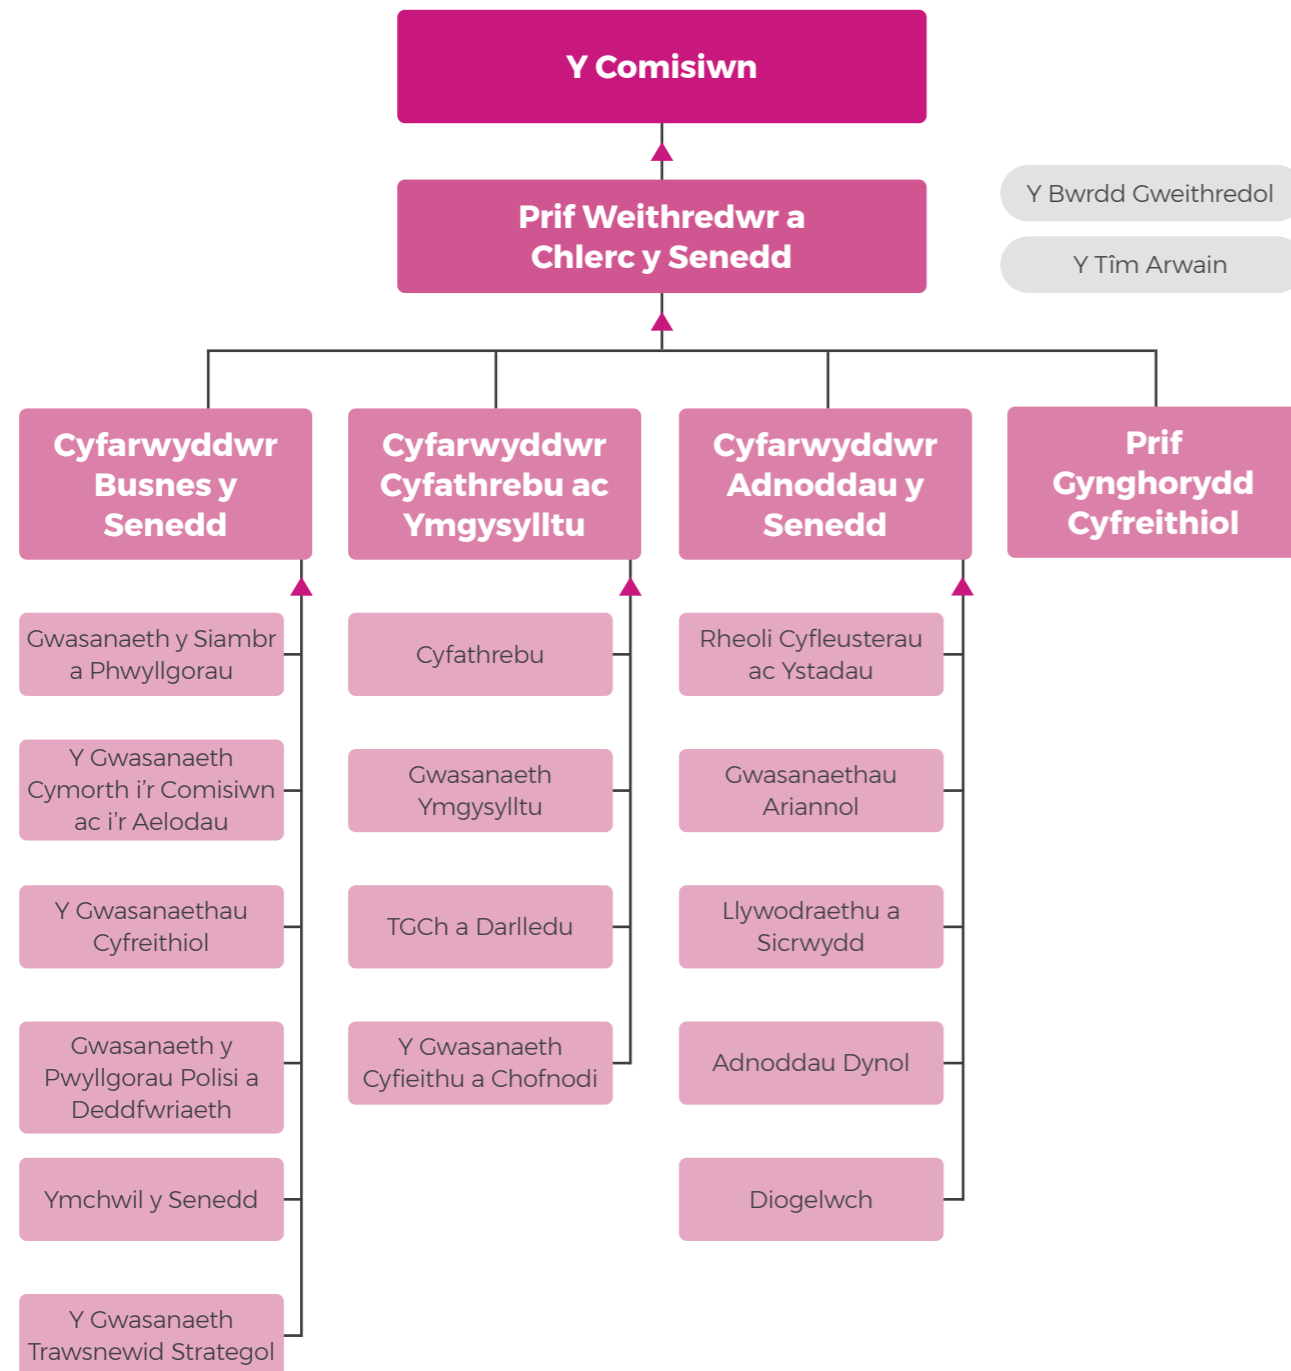 Y Comisiwn
Prif Weithredwr a
Chlerc y Senedd
Y Bwrdd Gweithredol
Y Tîm Arwain
Cyfarwyddwr
Busnes y
Senedd
Gwasanaeth y Siambr
a Phwyllgorau
Y Gwasanaeth
Cymorth i’r Comisiwn
ac i’r Aelodau
Y Gwasanaethau
Cyfreithiol
Gwasanaeth y
Pwyllgorau Polisi a
Deddfwriaeth
Ymchwil y Senedd
Y Gwasanaeth
Trawsnewid Strategol
Cyfarwyddwr
Cyfathrebu ac
Ymgysylltu
Cyfathrebu
Gwasanaeth
Ymgysylltu
TGCh a Darlledu
Y Gwasanaeth
Cyfieithu a Chofnodi
Cyfarwyddwr
Adnoddau y
Senedd
Rheoli Cyfleusterau
ac Ystadau
Gwasanaethau
Ariannol
Llywodraethu a
Sicrwydd
Adnoddau Dynol
Diogelwch
Prif
Gynghorydd
Cyfreithiol